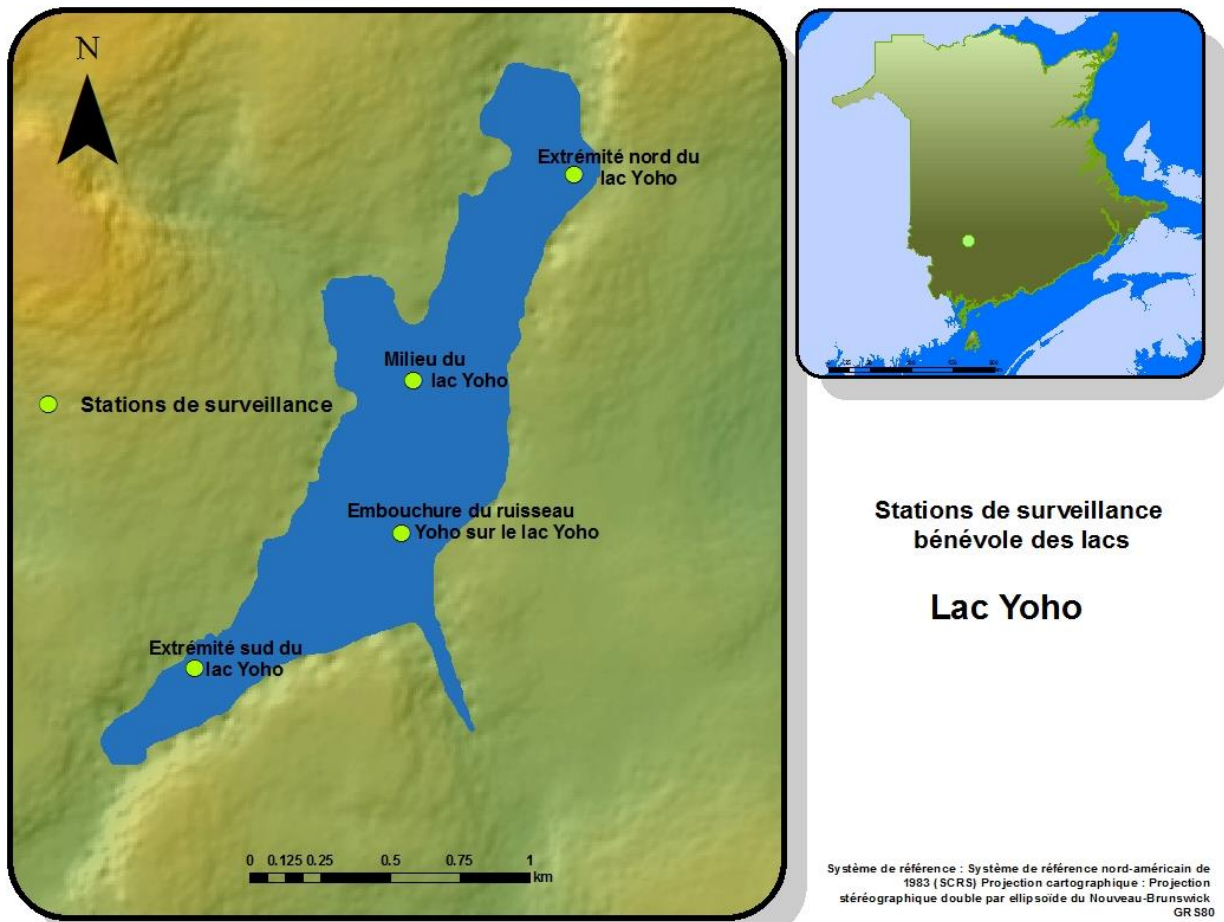 N
Extrémité nord du
lac Yoho
Milieu du
lac Yoho
Stations de surveillance
Embouchure du ruisseau
Yoho sur le lac Yoho
Extrémité sud du
lac Yoho
0 0.125 0.25 0.5 0.75 1
km
Stations de surveillance
bénévole des lacs
Lac Yoho
Système de référence : Système de référence nord-américain de
1983 (SCRS) Projection cartographique : Projection
stéréographique double par ellipsoïde du Nouveau-Brunswick
GRS80